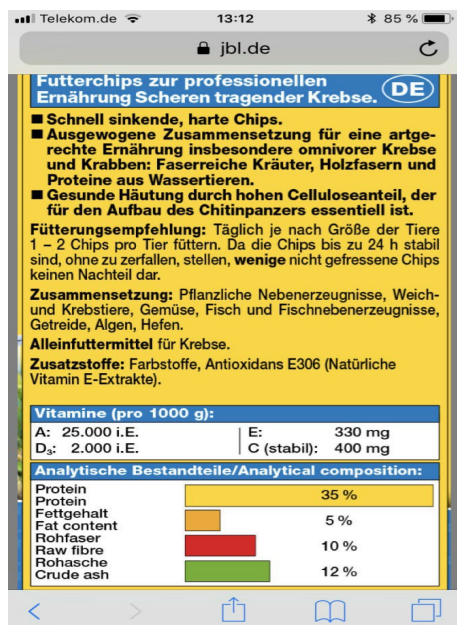 Telekom.de 13:12 85 %
jbl.de
Futterchips zur professionellen
Ernährung Scheren tragender Krebse. DE
■ Schnell sinkende, harte Chips.
■ Ausgewogene Zusammensetzung für eine artge-
rechte Ernährung insbesondere omnivorer Krebse
und Krabben: Faserreiche Kräuter, Holzfasern und
Proteine aus Wassertieren.
■ Gesunde Häutung durch hohen Celluloseanteil, der
für den Aufbau des Chitinpanzers essentiell ist.
Fütterungsempfehlung: Täglich je nach Größe der Tiere
1 – 2 Chips pro Tier füttern. Da die Chips bis zu 24 h stabil
sind, ohne zu zerfallen, stellen, wenige nicht gefressene Chips
keinen Nachteil dar.
Zusammensetzung: Pflanzliche Nebenerzeugnisse, Weich-
und Krebstiere, Gemüse, Fisch und Fischnebenerzeugnisse,
Getreide, Algen, Hefen.
Alleinfuttermittel für Krebse.
Zusatzstoffe: Farbstoffe, Antioxidans E306 (Natürliche
Vitamin E-Extrakte).
Vitamine (pro 1000 g):
A: 25.000 i.E. E: 330 mg
D₃: 2.000 i.E. C (stabil): 400 mg
Analytische Bestandteile/Analytical composition:
Protein
Protein 35 %
Fettgehalt
Fat content 5 %
Rohfaser
Raw fibre 10 %
Rohasche
Crude ash 12 %